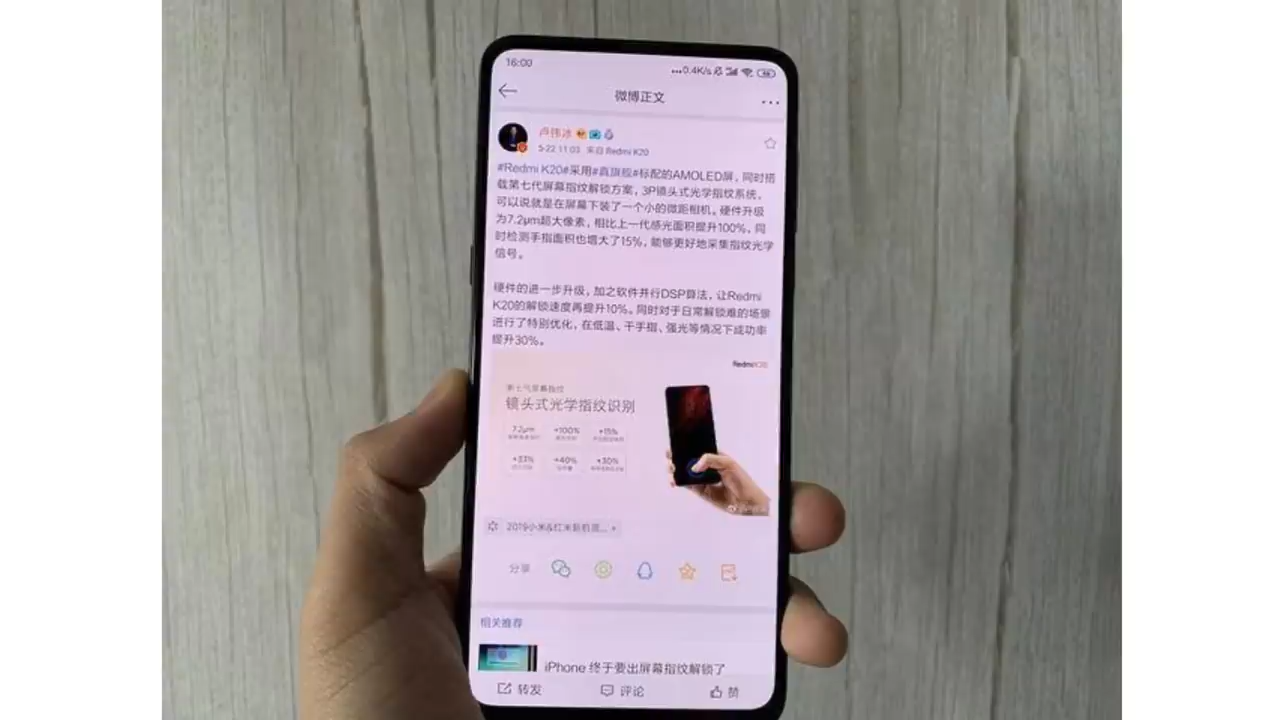 16:00
...0.4K/s
微博正文
卢伟冰
5-22 11:03 来自 Redmi K20
#Redmi K20#采用#真旗舰#标配的AMOLED屏，同时搭
载第七代屏幕指纹解锁方案，3P镜头式光学指纹系统，
可以说就是在屏幕下装了一个小的微距相机。硬件升级
为7.2μm超大像素，相比上一代感光面积提升100%，同
时检测手指面积也增大了15%，能够更好地采集指纹光学
信号。
硬件的进一步升级，加之软件并行DSP算法，让Redmi
K20的解锁速度再提升10%。同时对于日常解锁难的场景
进行了特别优化，在低温、干手指、强光等情况下成功率
提升30%。
RedmiK20
第七代屏幕指纹
镜头式光学指纹识别
7.2μm +100% +15%
+33% +40% +30%
2019小米&红米新机资...
分享
相关推荐
iPhone 终于要出屏幕指纹解锁了
转发 评论 赞